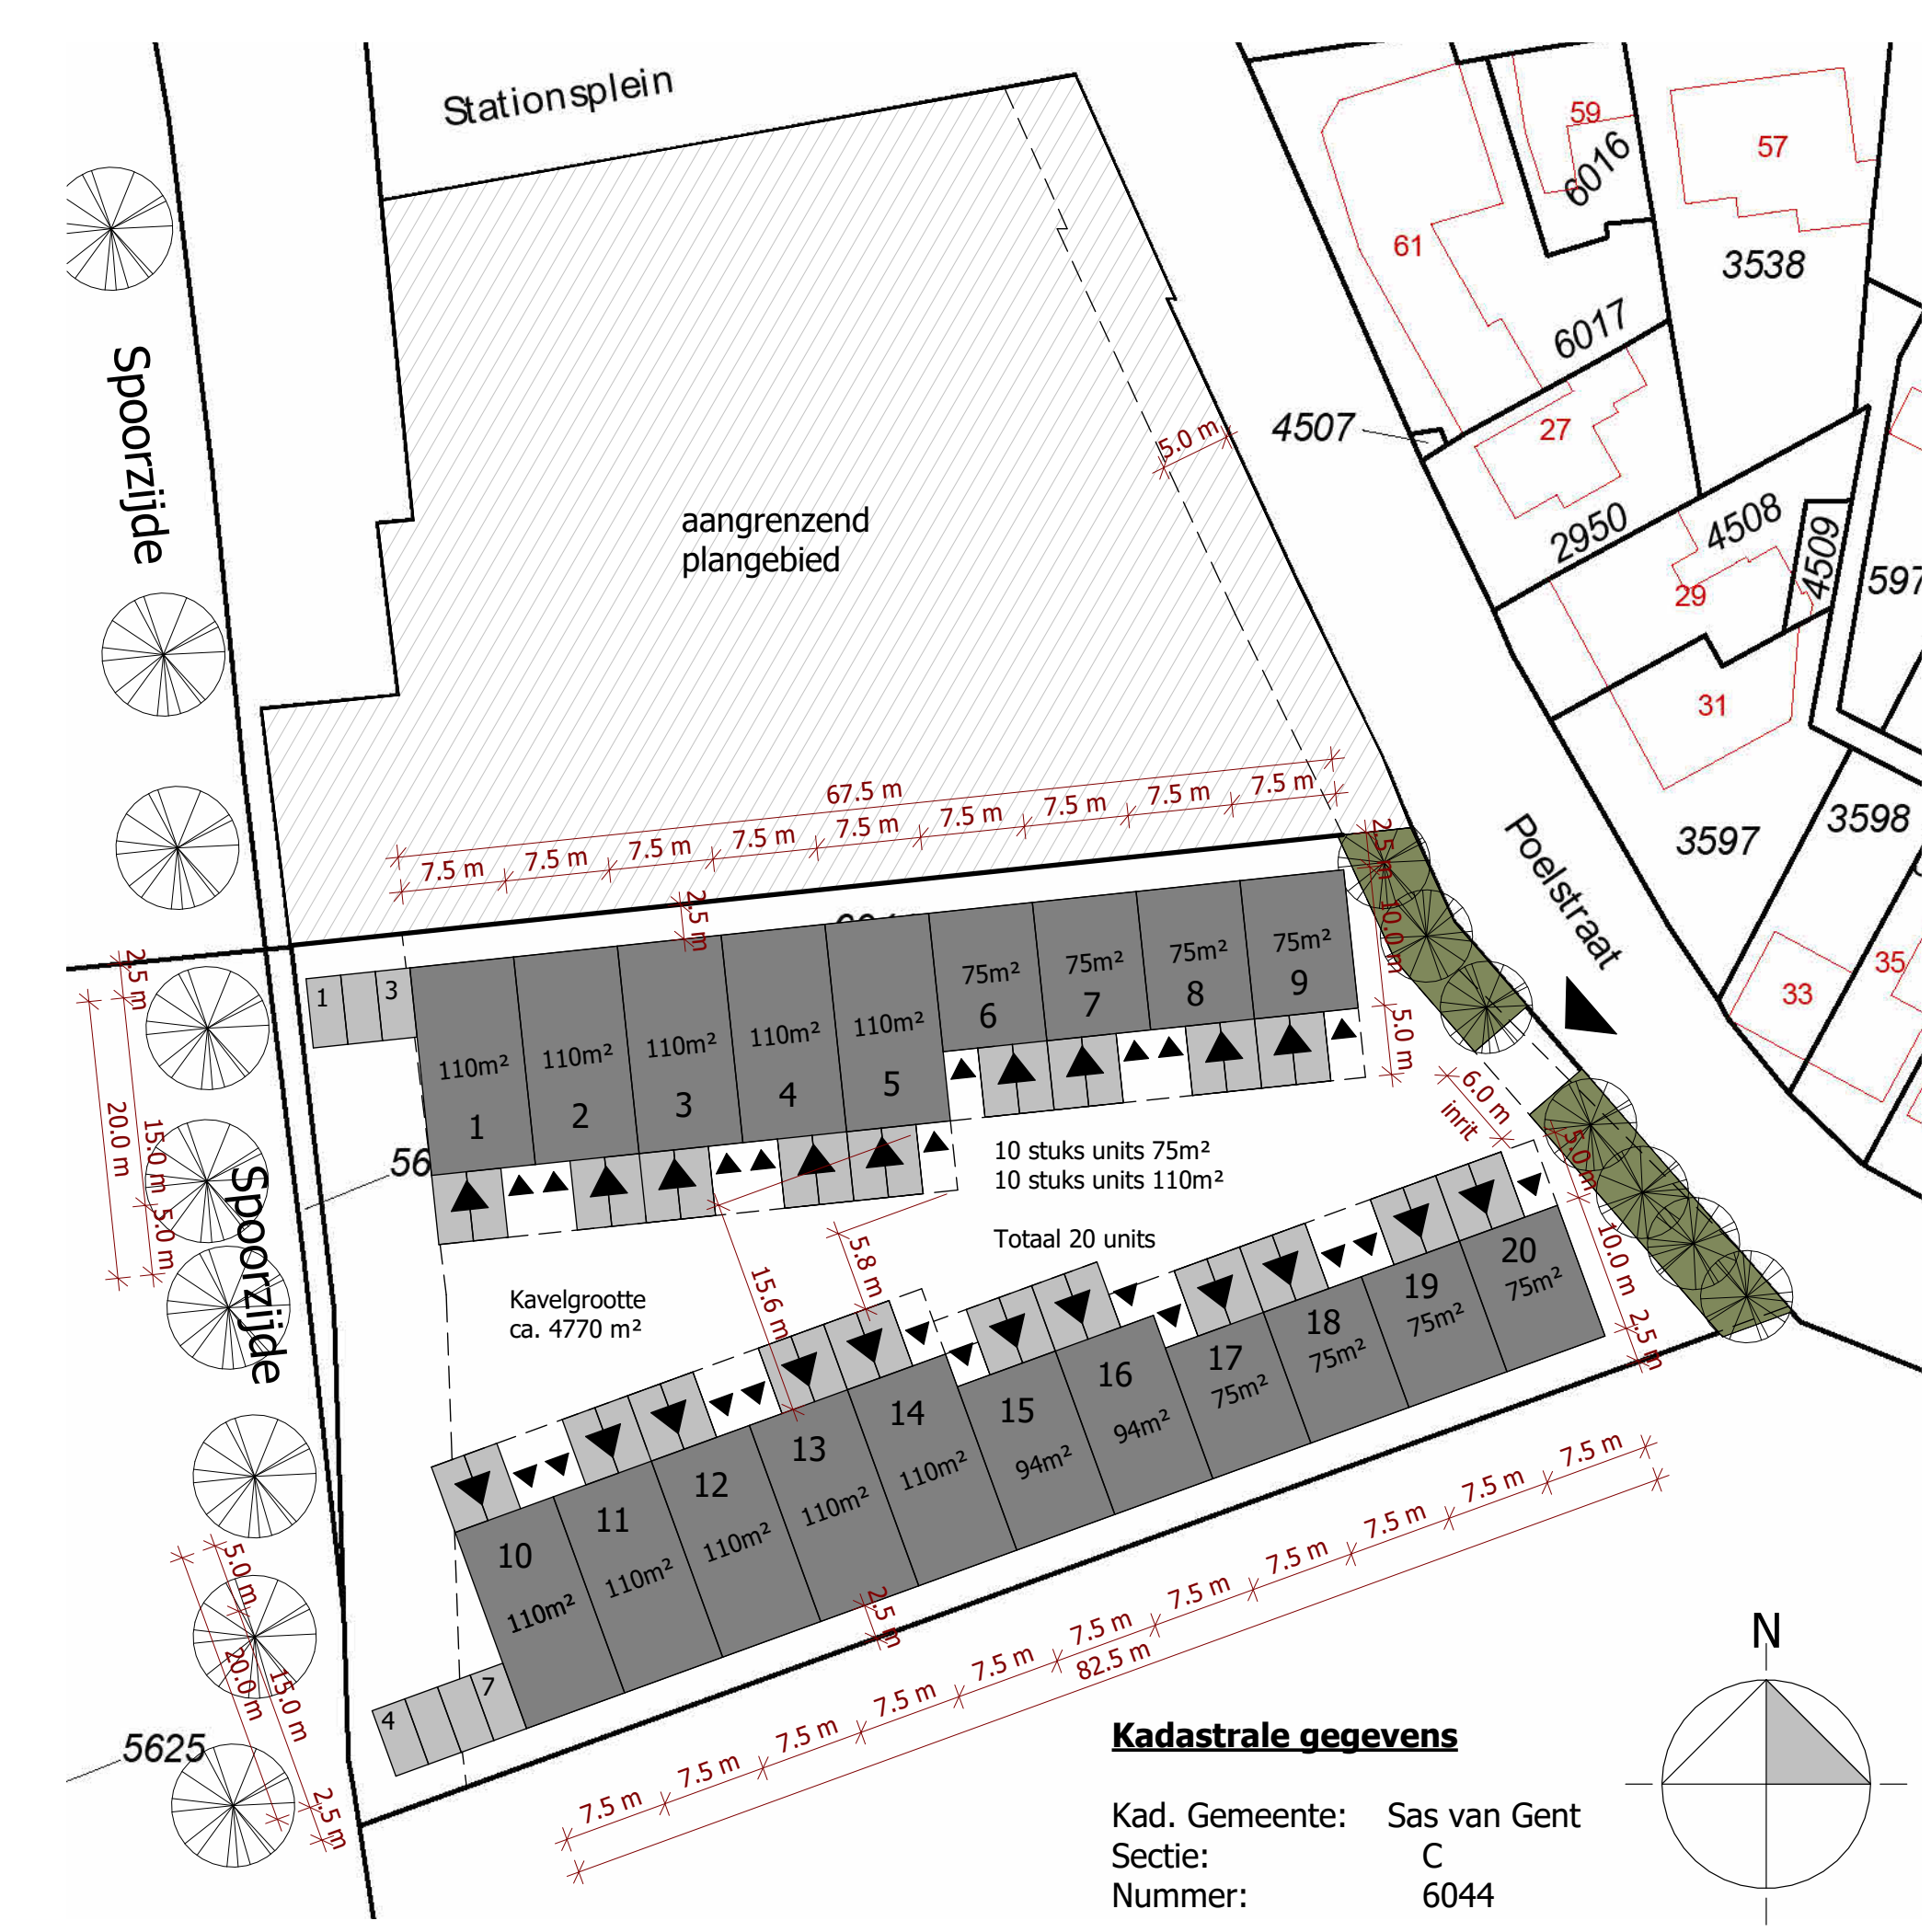 Stationsplein
59
6016
57
61
3538
6017
Spoorzijde
4507
27
5.0 m
aangrenzend
plangebied
2950
4508
4509
597
29
31
67.5 m
7.5 m
7.5 m
7.5 m
7.5 m
7.5 m
7.5 m
7.5 m
7.5 m
7.5 m
2.5 m
Poelstraat
3597
3598
2.5 m
10.0 m
5.0 m
33
35
2.5 m
20.0 m
15.0 m
5.0 m
1
3
110m²
1
110m²
2
110m²
3
110m²
4
110m²
5
75m²
6
75m²
7
75m²
8
75m²
9
6.0 m
inrit
56
Spoorzijde
10 stuks units 75m²
10 stuks units 110m²
Totaal 20 units
Kavelgrootte
ca. 4770 m²
15.6 m
5.8 m
5.0 m
10.0 m
2.5 m
10
110m²
11
110m²
12
110m²
13
110m²
14
110m²
15
94m²
16
94m²
17
75m²
18
75m²
19
75m²
20
75m²
5.0 m
20.0 m
15.0 m
2.5 m
4
7
2.5 m
5625
7.5 m
7.5 m
7.5 m
7.5 m
7.5 m
7.5 m
7.5 m
7.5 m
7.5 m
7.5 m
7.5 m
82.5 m
N
Kadastrale gegevens
Kad. Gemeente: Sas van Gent
Sectie: C
Nummer: 6044